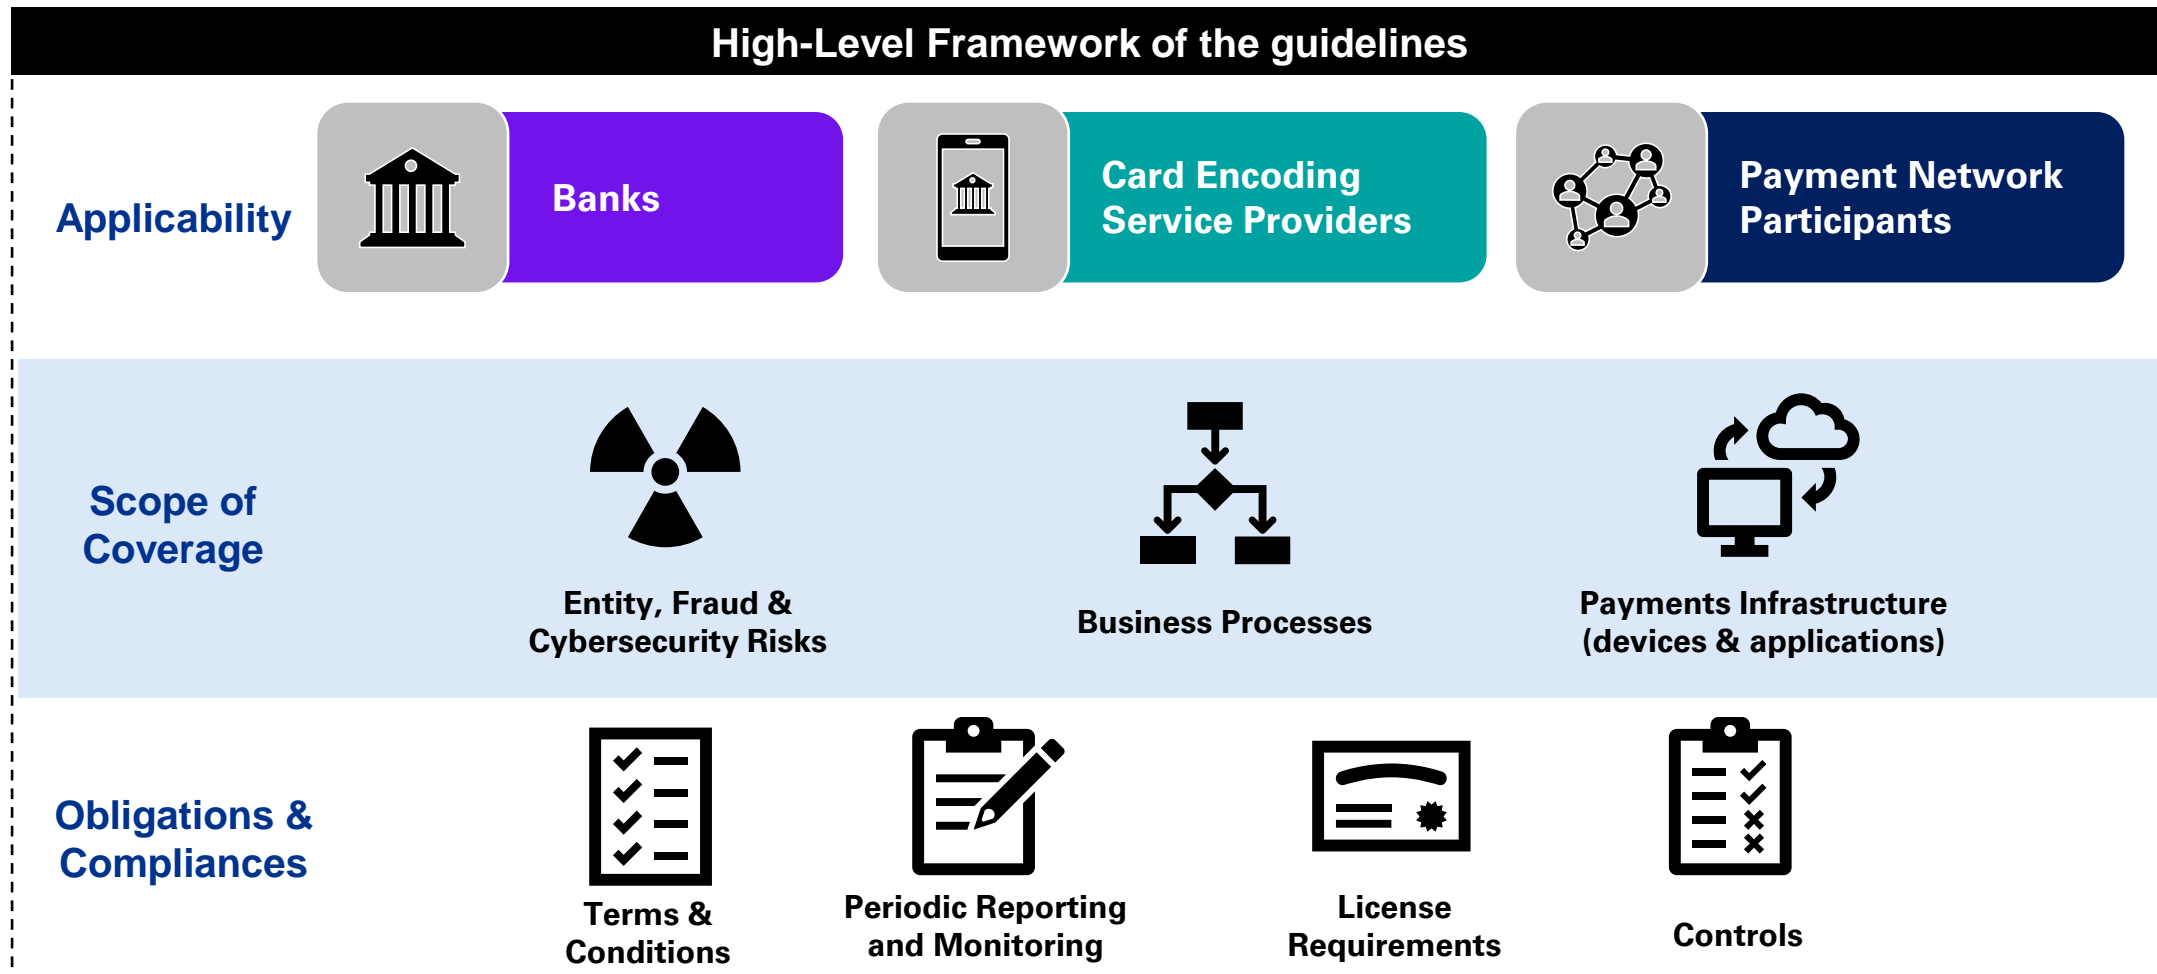 High-Level Framework of the guidelines
Applicability
Banks
Card Encoding
Service Providers
Payment Network
Participants
Scope of
Coverage
Entity, Fraud &
Cybersecurity Risks
Business Processes
Payments Infrastructure
(devices & applications)
Obligations &
Compliances
Terms &
Conditions
Periodic Reporting
and Monitoring
License
Requirements
Controls